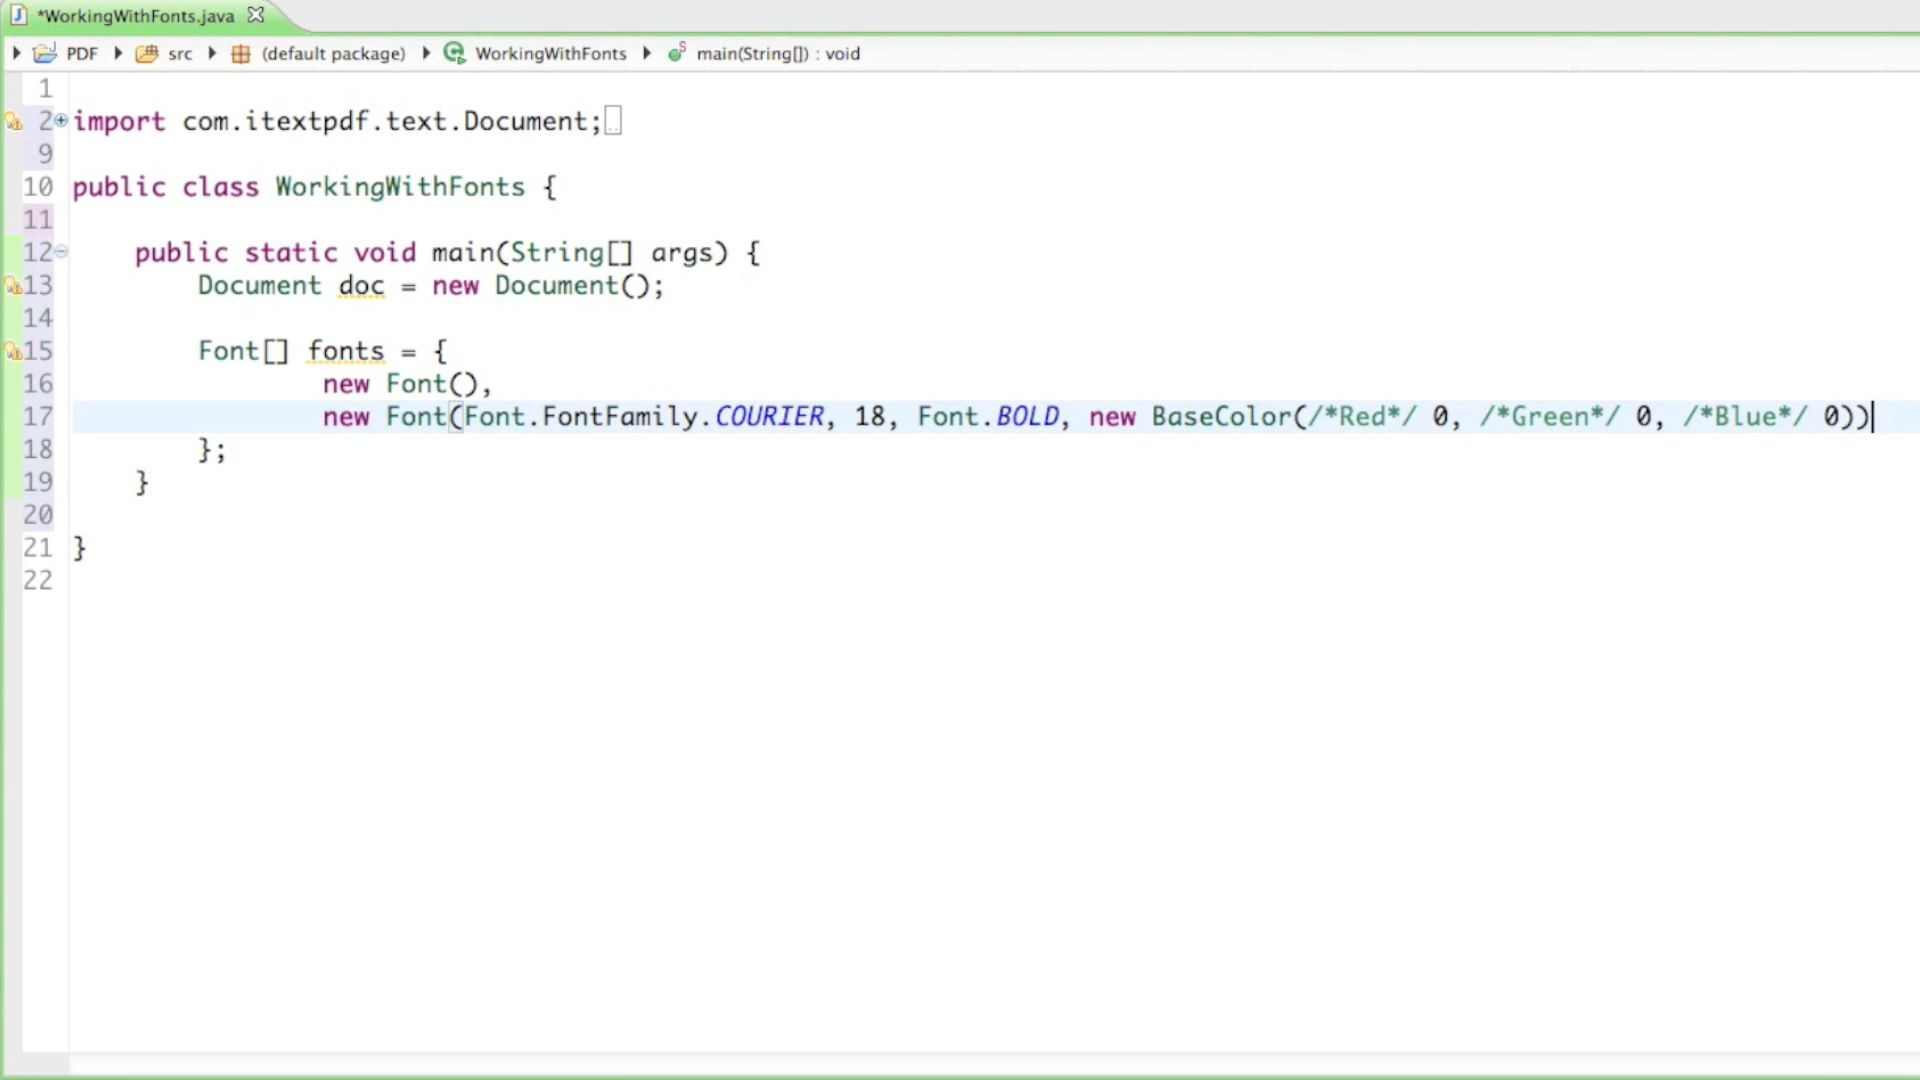 *WorkingWithFonts.java
PDF src (default package) WorkingWithFonts main(String[]) : void
1
2 import com.itextpdf.text.Document;
9
10 public class WorkingWithFonts {
11
12 public static void main(String[] args) {
13 Document doc = new Document();
14
15 Font[] fonts = {
16 new Font(),
17 new Font(Font.FontFamily.COURIER, 18, Font.BOLD, new BaseColor(/*Red*/ 0, /*Green*/ 0, /*Blue*/ 0))
18 };
19 }
20
21 }
22